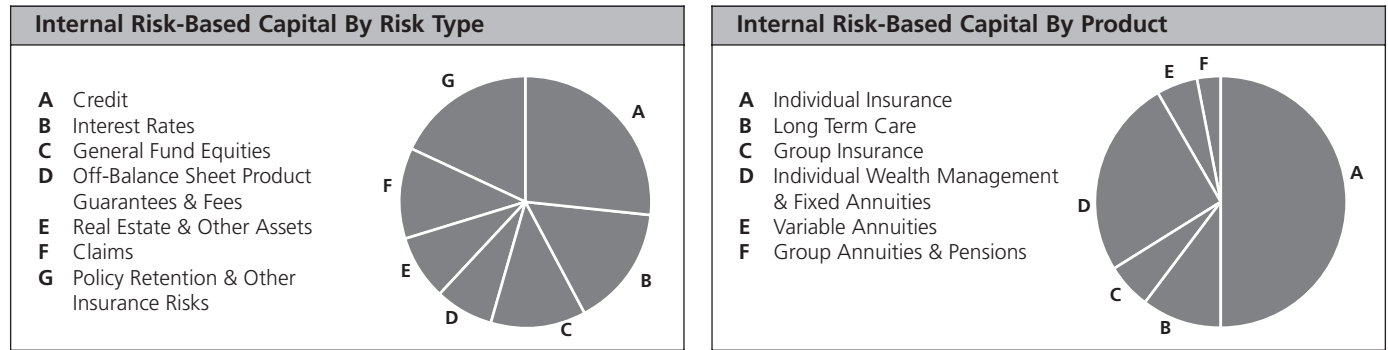 Internal Risk-Based Capital By Risk Type
A Credit
B Interest Rates
C General Fund Equities
D Off-Balance Sheet Product
Guarantees & Fees
E Real Estate & Other Assets
F Claims
G Policy Retention & Other
Insurance Risks
G
A
F
E
B
D
C
Internal Risk-Based Capital By Product
A Individual Insurance
B Long Term Care
C Group Insurance
D Individual Wealth Management
& Fixed Annuities
E Variable Annuities
F Group Annuities & Pensions
F
E
A
D
C
B